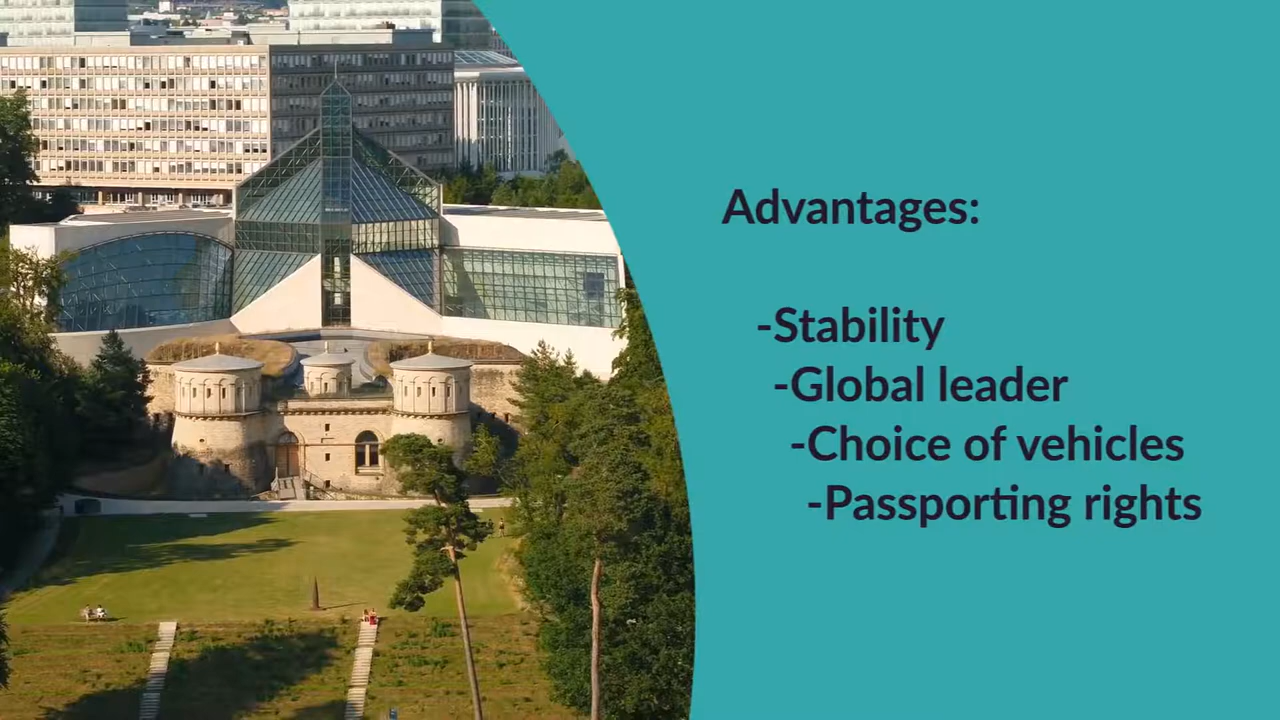 Advantages:
-Stability
-Global leader
-Choice of vehicles
-Passporting rights